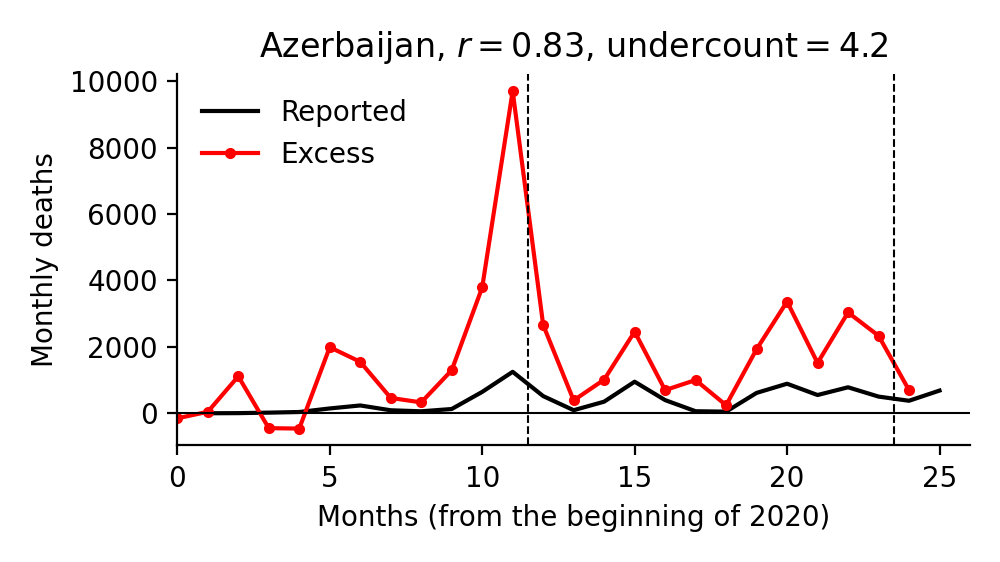 Azerbaijan, r = 0.83, undercount = 4.2
10000
8000
6000
4000
2000
0
Monthly deaths
Reported
Excess
0 5 10 15 20 25
Months (from the beginning of 2020)